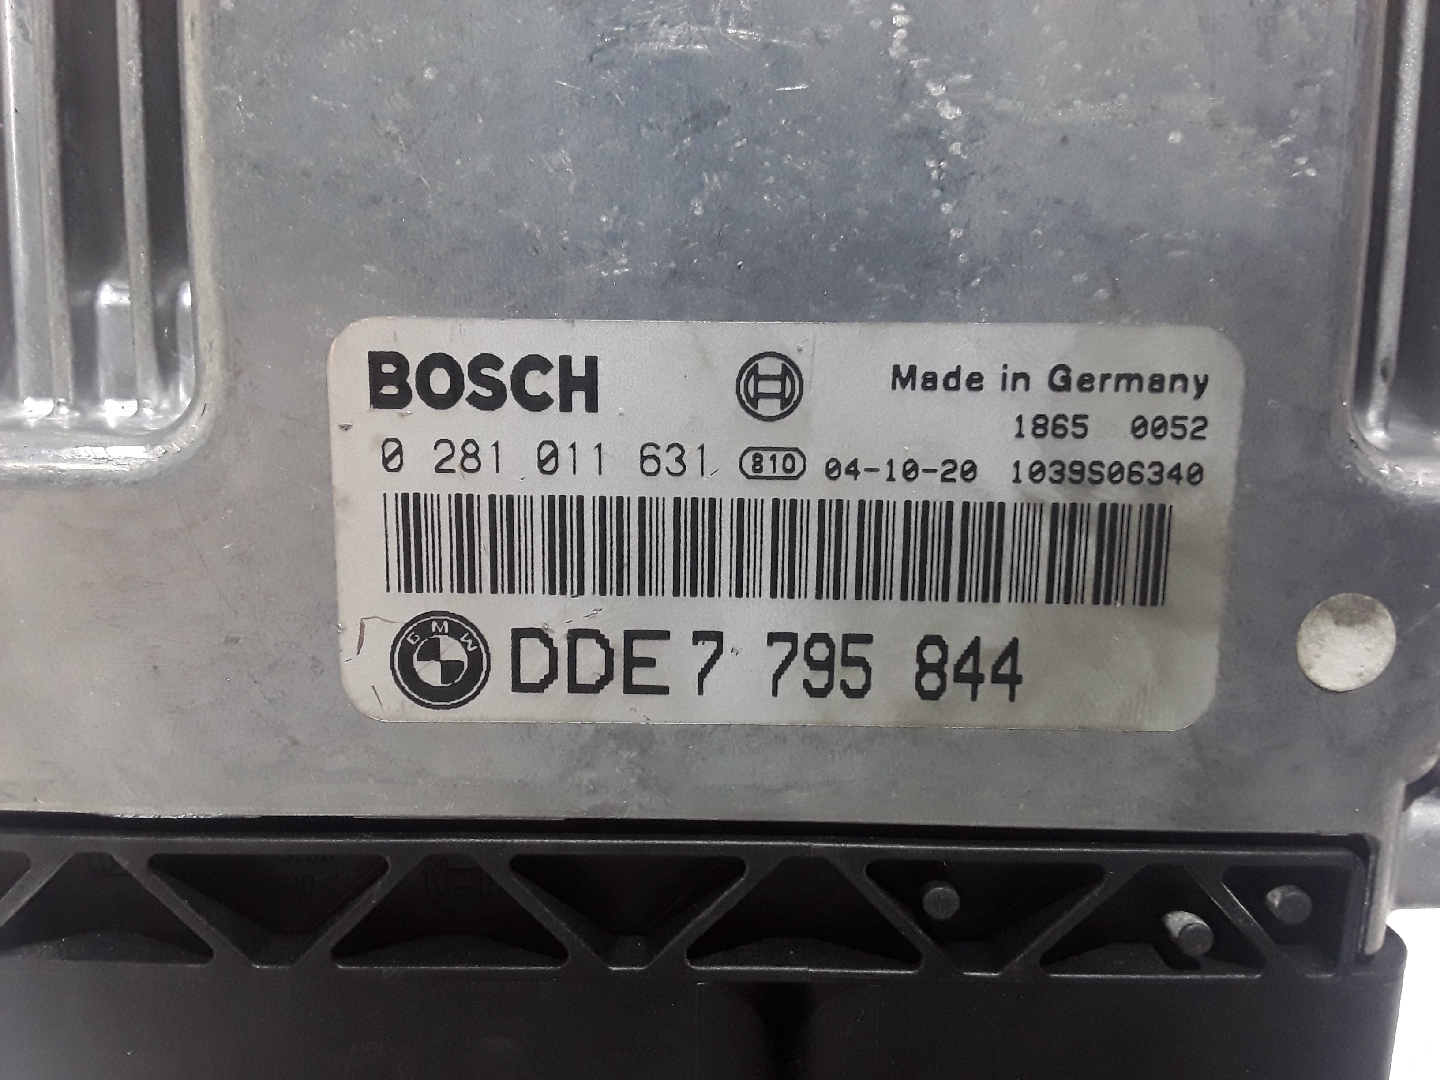 BOSCH
Made in Germany
1865 0052
0 281 011 631 810 04-10-20 1039S06340
BMW DDE 7 795 844